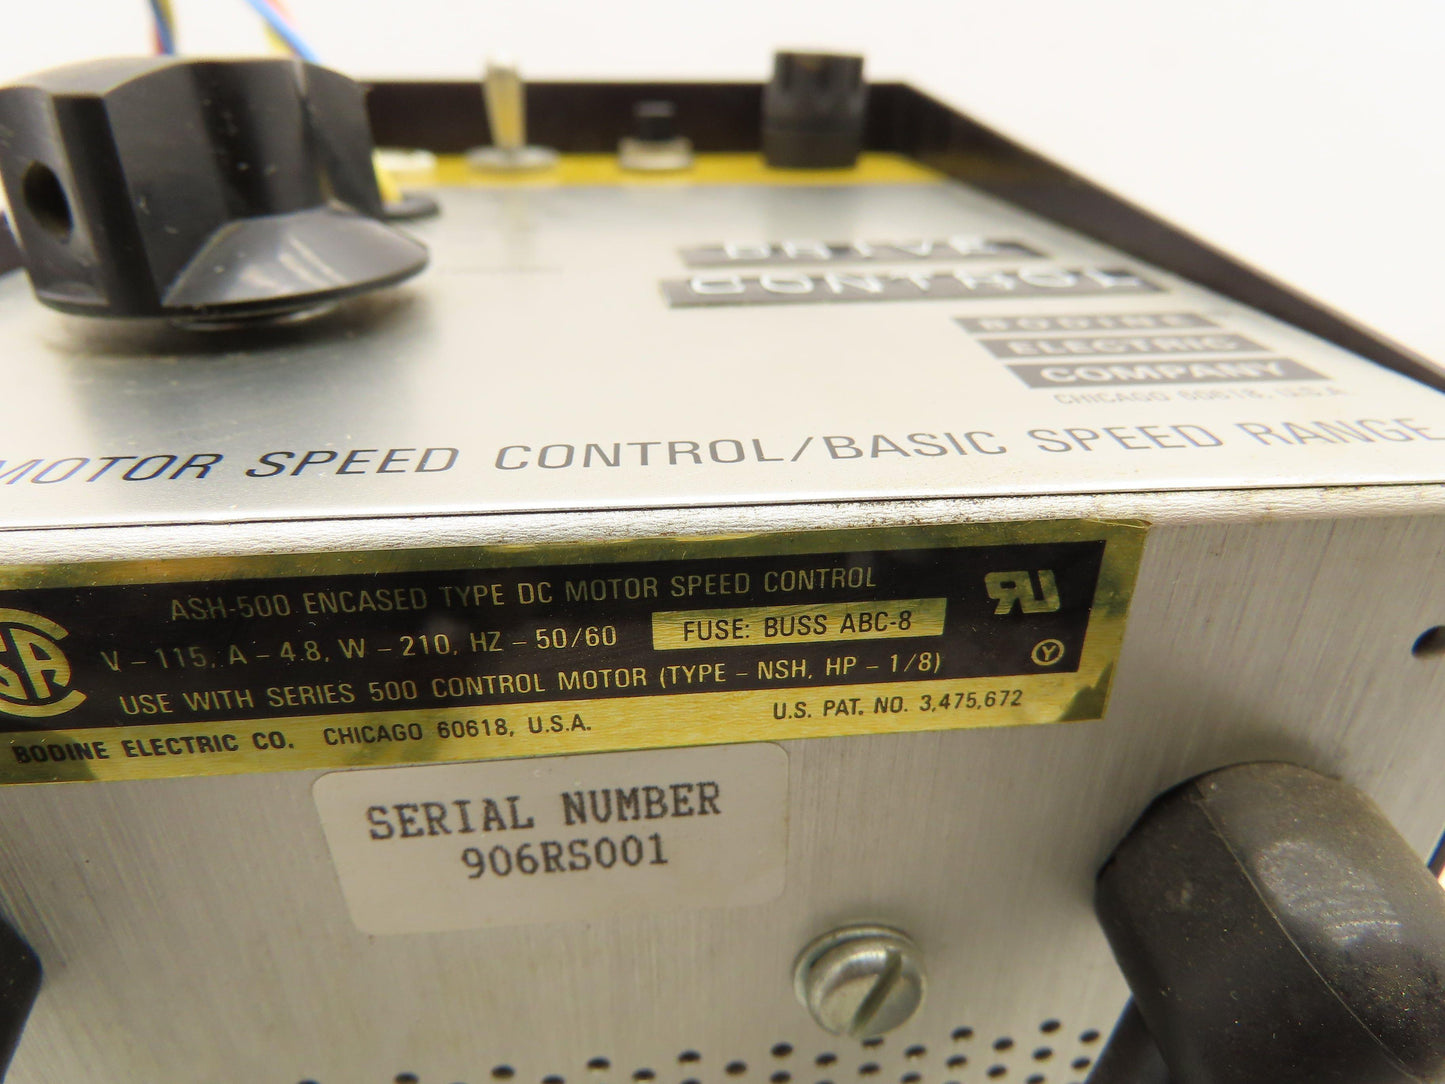 DRIVE
CONTROL
BODINE
ELECTRIC
COMPANY
CHICAGO 60618, U.S.A
MOTOR SPEED CONTROL/BASIC SPEED RANGE
ASH-500 ENCASED TYPE DC MOTOR SPEED CONTROL
V - 115, A - 4.8, W - 210, HZ - 50/60
FUSE: BUSS ABC-8
USE WITH SERIES 500 CONTROL MOTOR (TYPE - NSH, HP - 1/8)
Y
BODINE ELECTRIC CO. CHICAGO 60618, U.S.A.
U.S. PAT. NO. 3,475,672
SERIAL NUMBER
906RS001